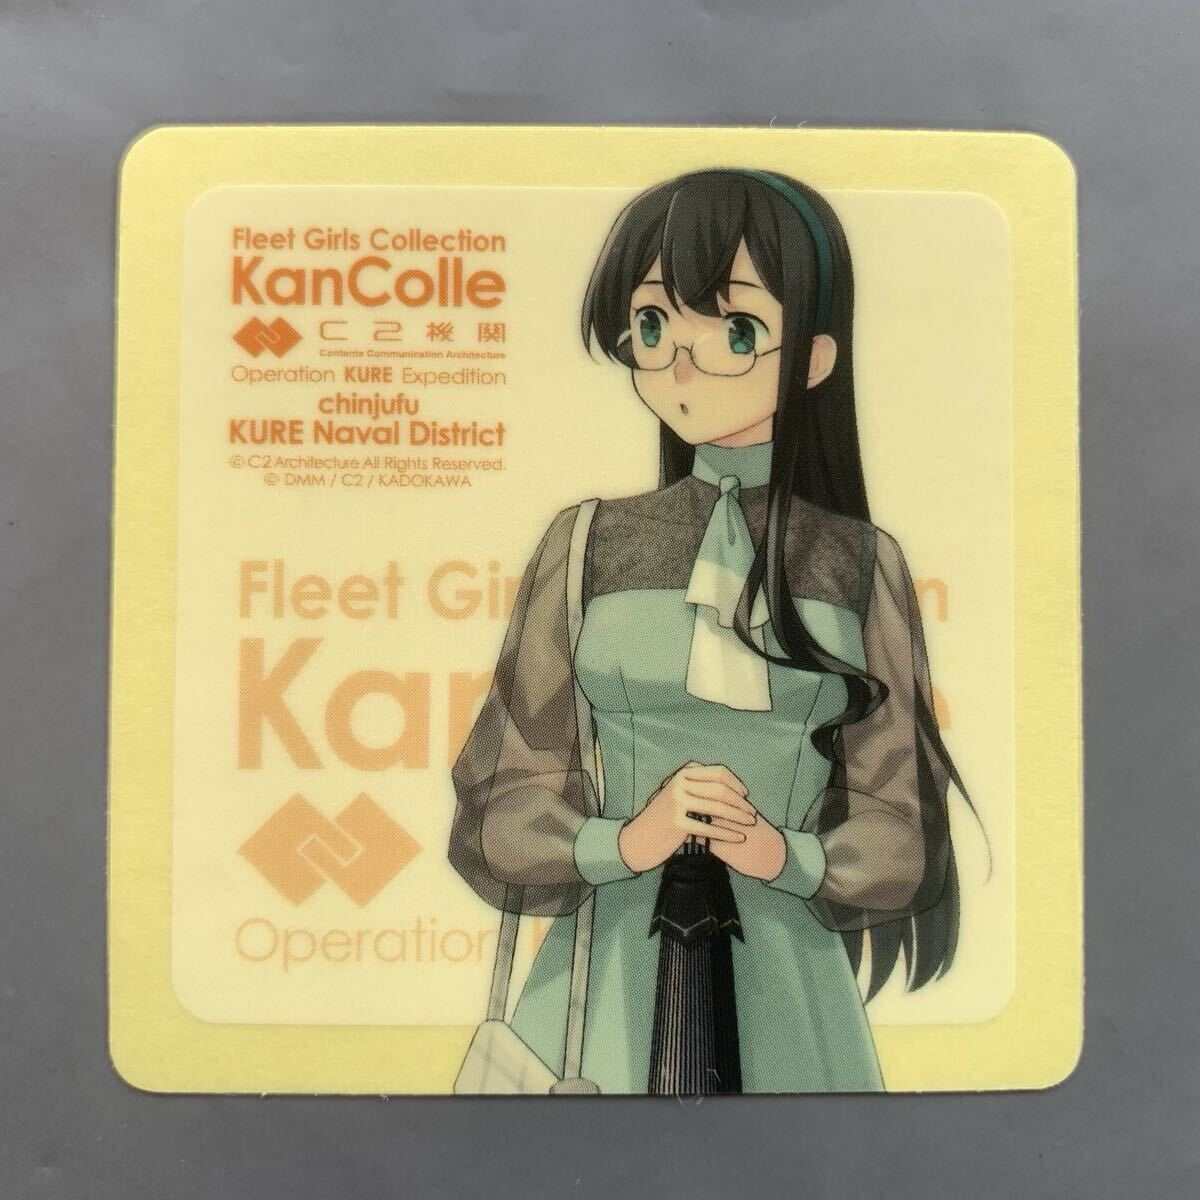 Fleet Girls Collection
KanColle
C2機関
Contents Communication Architecture
Operation KURE Expedition
chinjufu
KURE Naval District
© C2 Architecture All Rights Reserved.
© DMM / C2 / KADOKAWA
Fleet Gi n
Kan e
Operation K